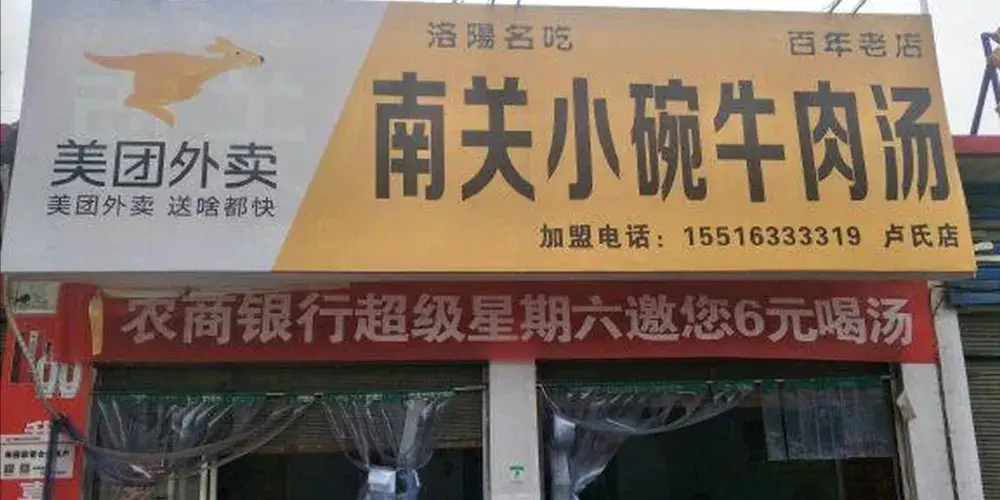 洛陽名吃
百年老店
南关小碗牛肉汤
加盟电话：15516333319 卢氏店
美团外卖
美团外卖 送啥都快
农商银行超级星期六邀您6元喝汤